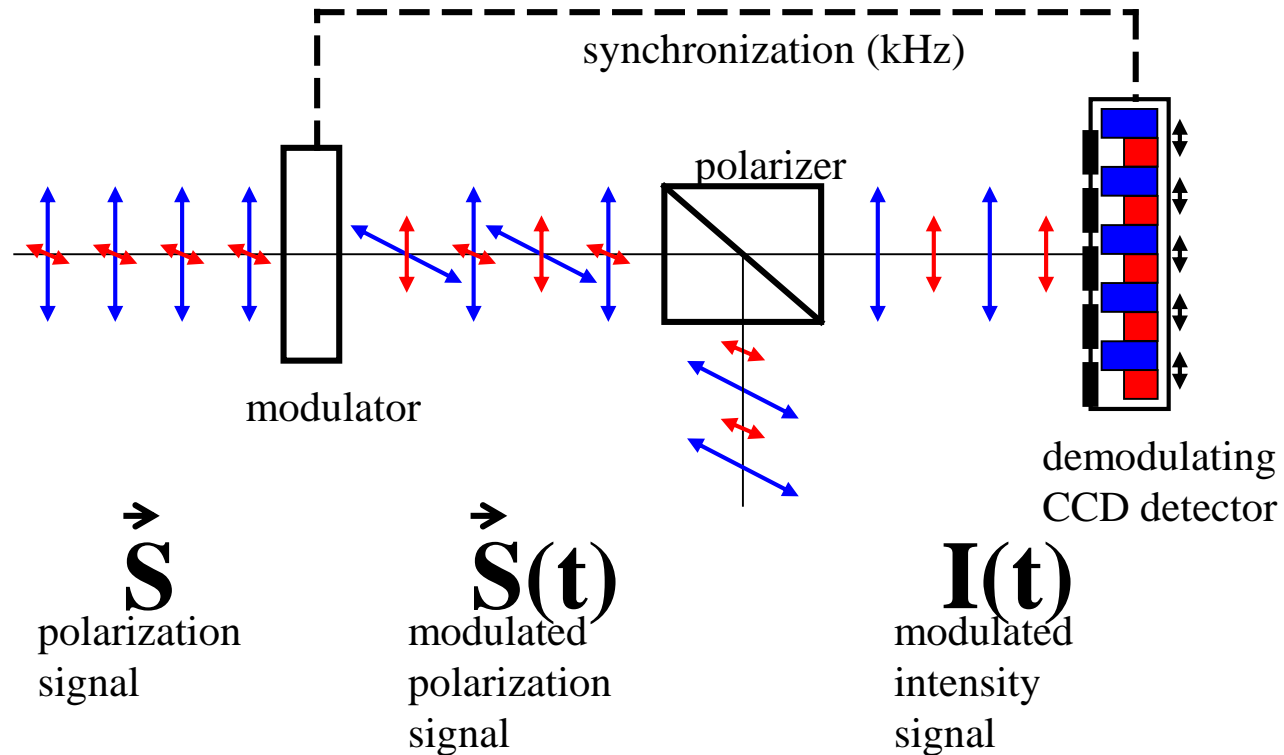 synchronization (kHz)
polarizer
modulator
demodulating
CCD detector
S
polarization
signal
S(t)
modulated
polarization
signal
I(t)
modulated
intensity
signal